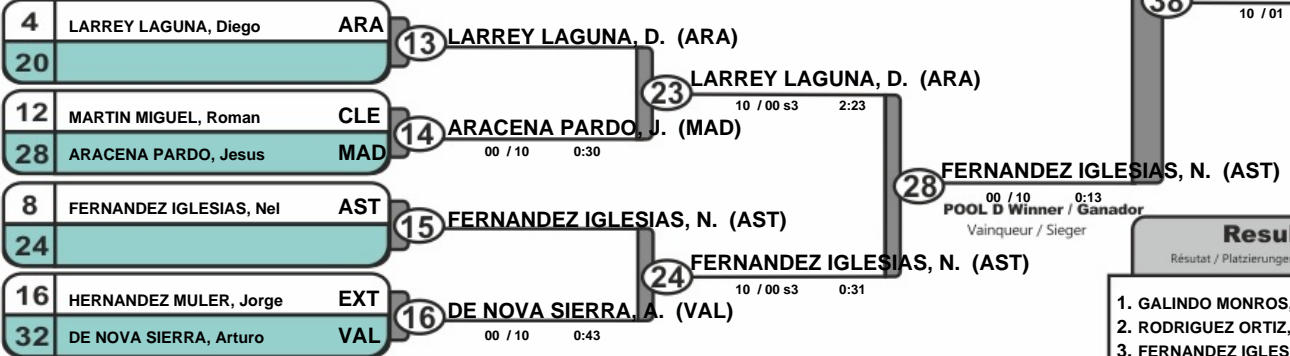 4 LARREY LAGUNA, Diego ARA
20
13 LARREY LAGUNA, D. (ARA)
12 MARTIN MIGUEL, Roman CLE
28 ARACENA PARDO, Jesus MAD
14 ARACENA PARDO, J. (MAD)
00 / 10 0:30
23 LARREY LAGUNA, D. (ARA)
10 / 00 s3 2:23
8 FERNANDEZ IGLESIAS, Nel AST
24
15 FERNANDEZ IGLESIAS, N. (AST)
16 HERNANDEZ MULER, Jorge EXT
32 DE NOVA SIERRA, Arturo VAL
16 DE NOVA SIERRA, A. (VAL)
00 / 10 0:43
24 FERNANDEZ IGLESIAS, N. (AST)
10 / 00 s3 0:31
28 FERNANDEZ IGLESIAS, N. (AST)
00 / 10 0:13
POOL D Winner / Ganador
Vainqueur / Sieger
38
10 / 01
Resul
Résutat / Platzierunge
1. GALINDO MONROS,
2. RODRIGUEZ ORTIZ,
3. FERNANDEZ IGLES